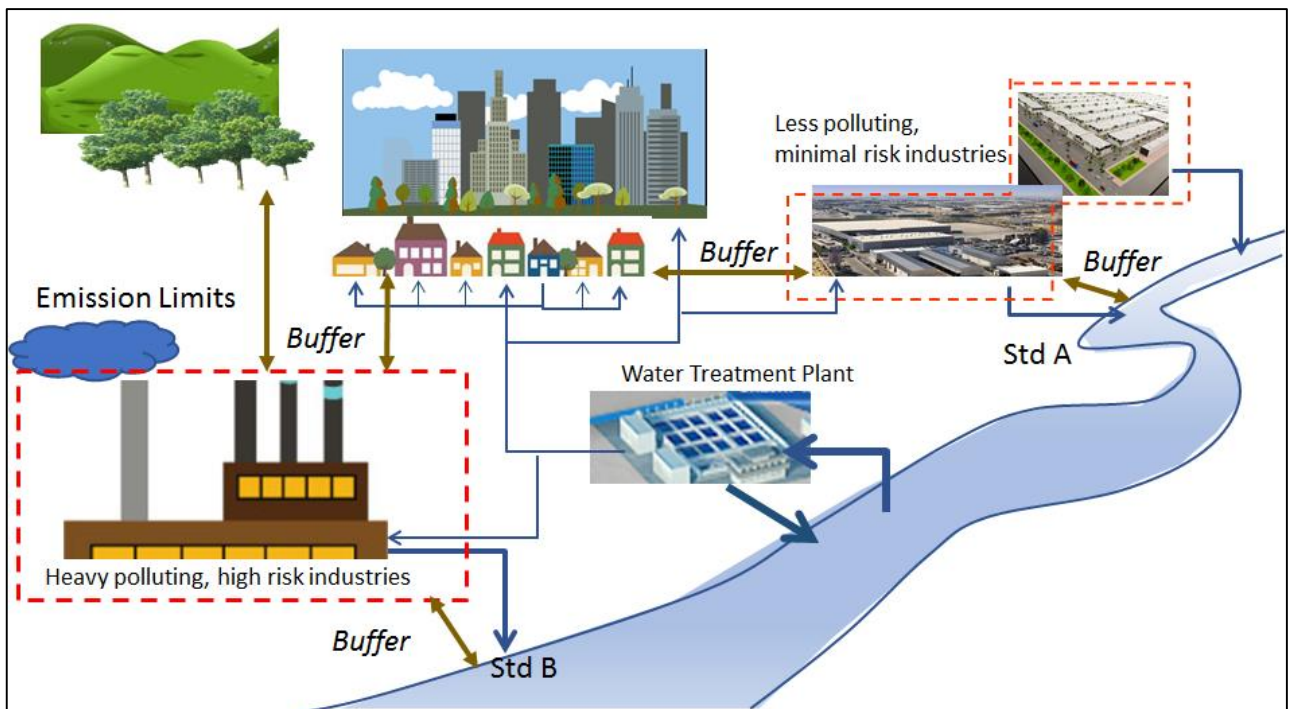 Less polluting,
minimal risk industries
Buffer
Buffer
Emission Limits
Buffer
Std A
Water Treatment Plant
Heavy polluting, high risk industries
Buffer
Std B